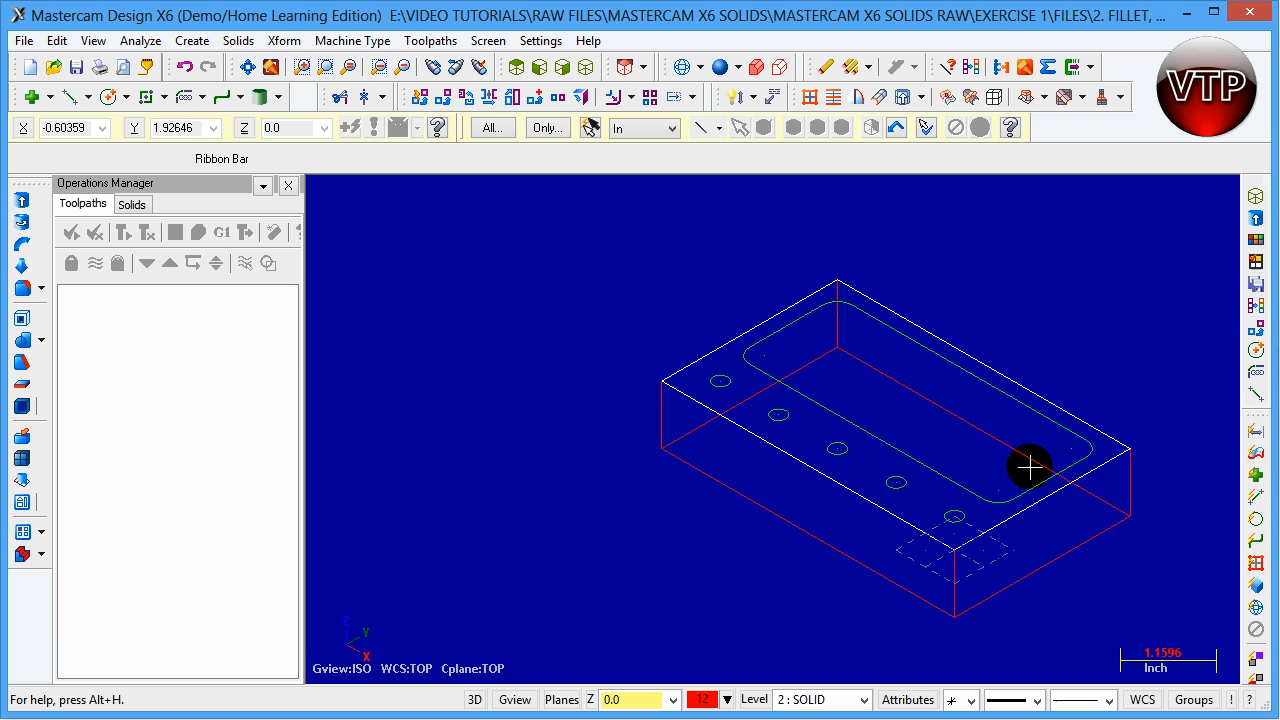 Mastercam Design X6 (Demo/Home Learning Edition)  E:\VIDEO TUTORIALS\RAW FILES\MASTERCAM X6 SOLIDS\MASTERCAM X6 SOLIDS RAW\EXERCISE 1\FILES\2. FILLET, ...
File Edit View Analyze Create Solids Xform Machine Type Toolpaths Screen Settings Help
VTP
X -0.60359 Y 1.92646 Z 0.0 All... Only... In
Ribbon Bar
Operations Manager
Toolpaths Solids
G1
Z
Y
X
Gview:ISO WCS:TOP Cplane:TOP
1.1596
Inch
For help, press Alt+H.
3D Gview Planes Z 0.0 12 Level 2 : SOLID Attributes WCS Groups ! ?